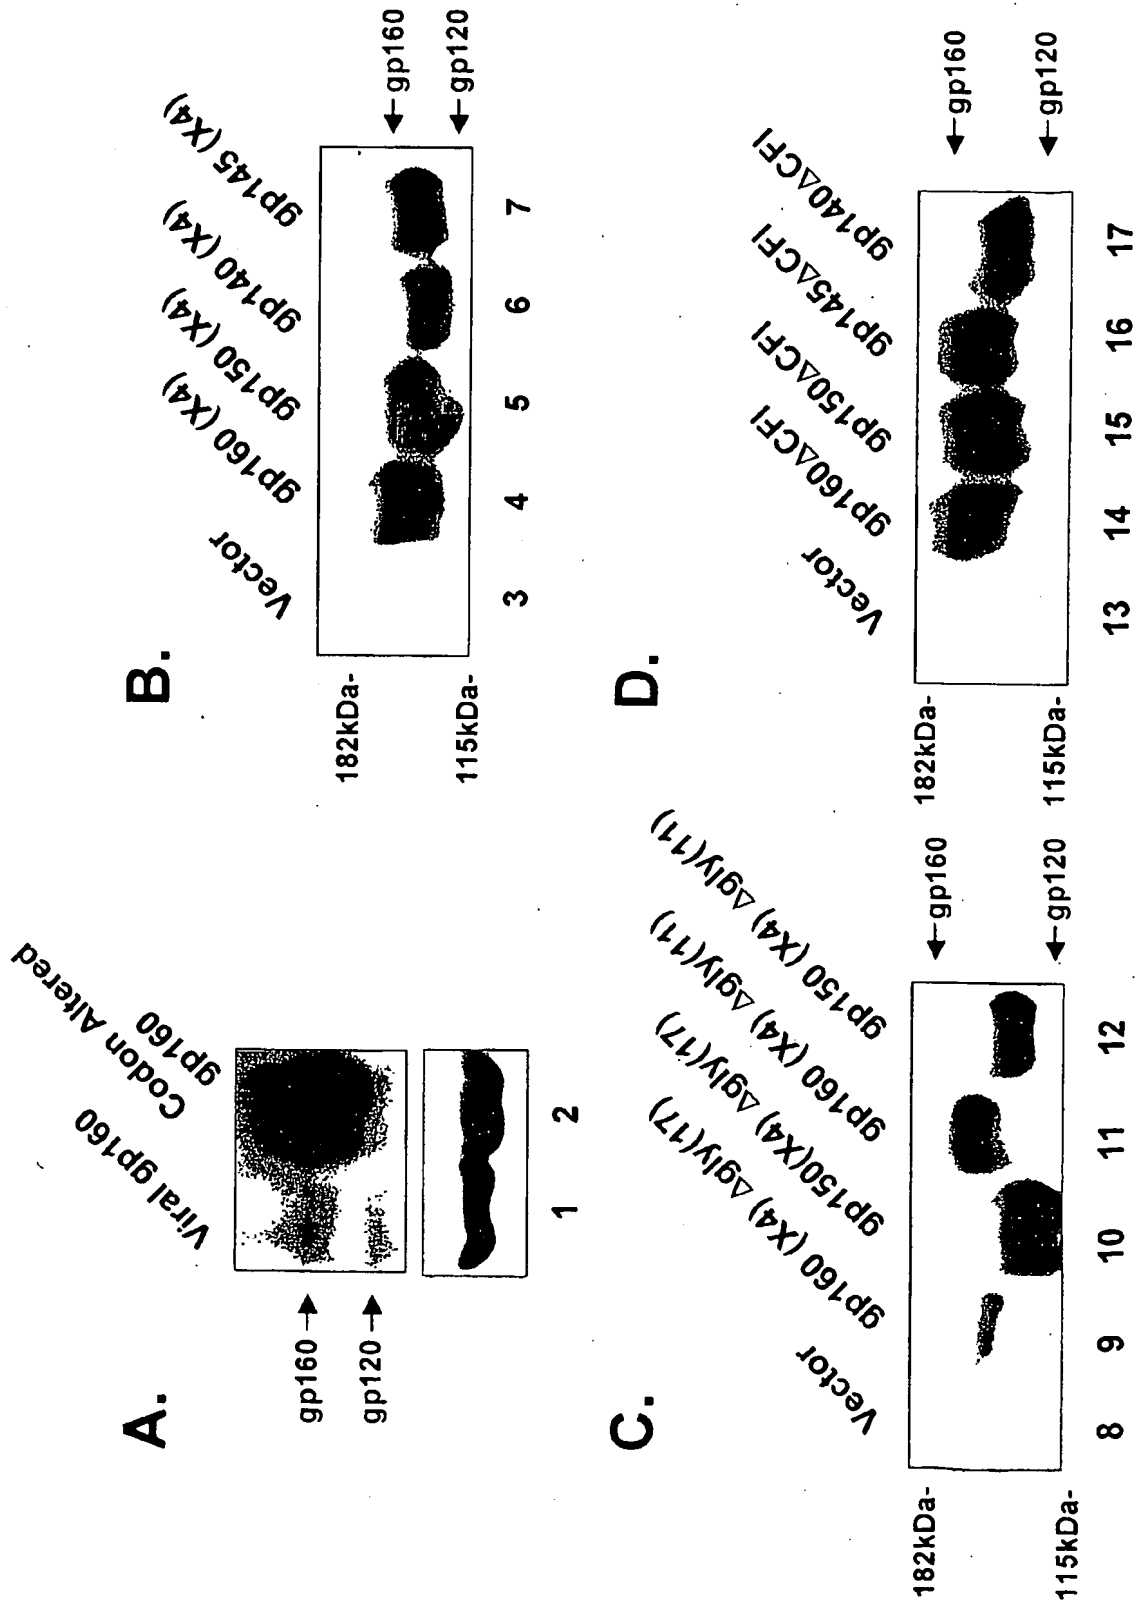 A.
Viral gp160
Codon Altered
gp160
gp160→
gp120→
1 2
B.
Vector
gp160 (X4)
gp150 (X4)
gp140 (X4)
gp145 (X4)
182kDa-
115kDa-
←gp160
←gp120
3 4 5 6 7
C.
Vector
gp160 (X4) Δgly(17)
gp150(X4) Δgly(17)
gp160 (X4) Δgly(11)
gp150 (X4) Δgly(11)
182kDa-
115kDa-
←gp160
←gp120
8 9 10 11 12
D.
Vector
gp160ΔCFI
gp150ΔCFI
gp145ΔCFI
gp140ΔCFI
182kDa-
115kDa-
←gp160
←gp120
13 14 15 16 17